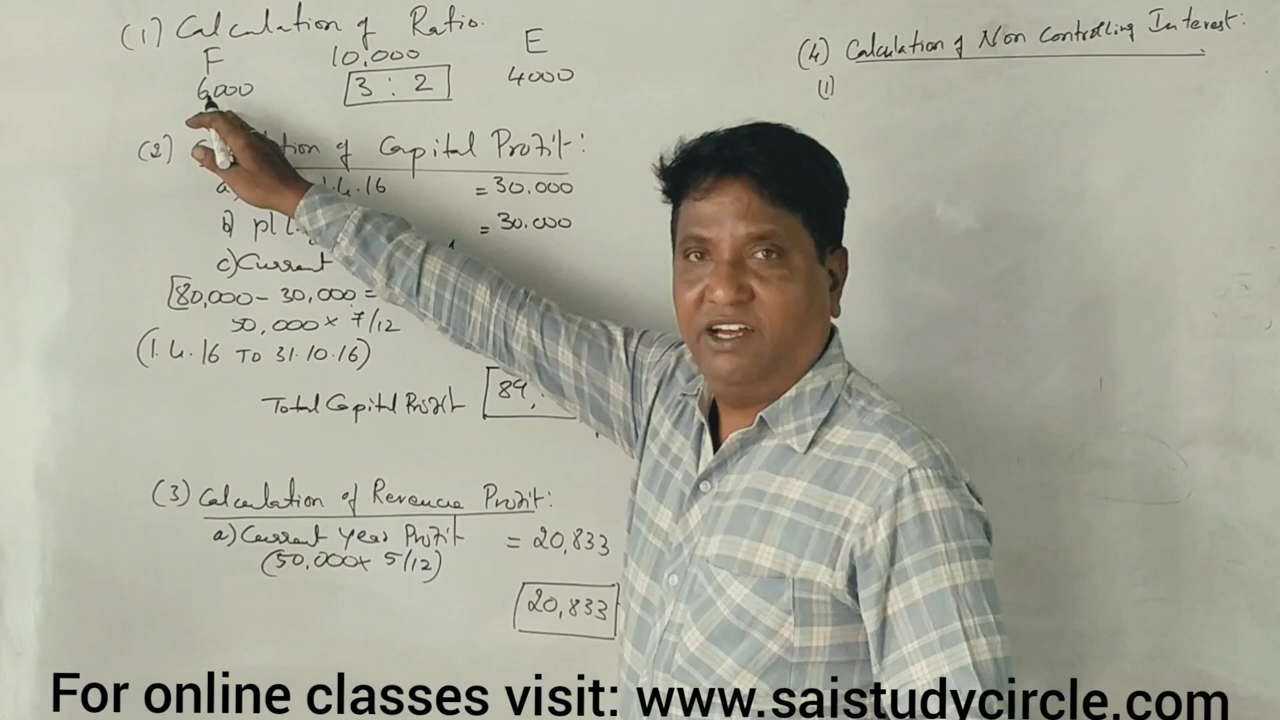 (1) Calculation of Ratio.
F 10,000 E
6000 3 : 2 4000
(2) tion of Capital Profit:
a) 1.4.16 = 30,000
b) pl = 30.000
c) Current
[80,000 - 30,000 =
50,000 x 7/12
(1.4.16 TO 31.10.16)
Total Capital Profit 89,
(3) Calculation of Revenue Profit:
a) Current Year Profit = 20,833
(50,000 x 5/12)
20,833
(4) Calculation of Non Controlling Interest:
(1)
For online classes visit: www.saistudycircle.com